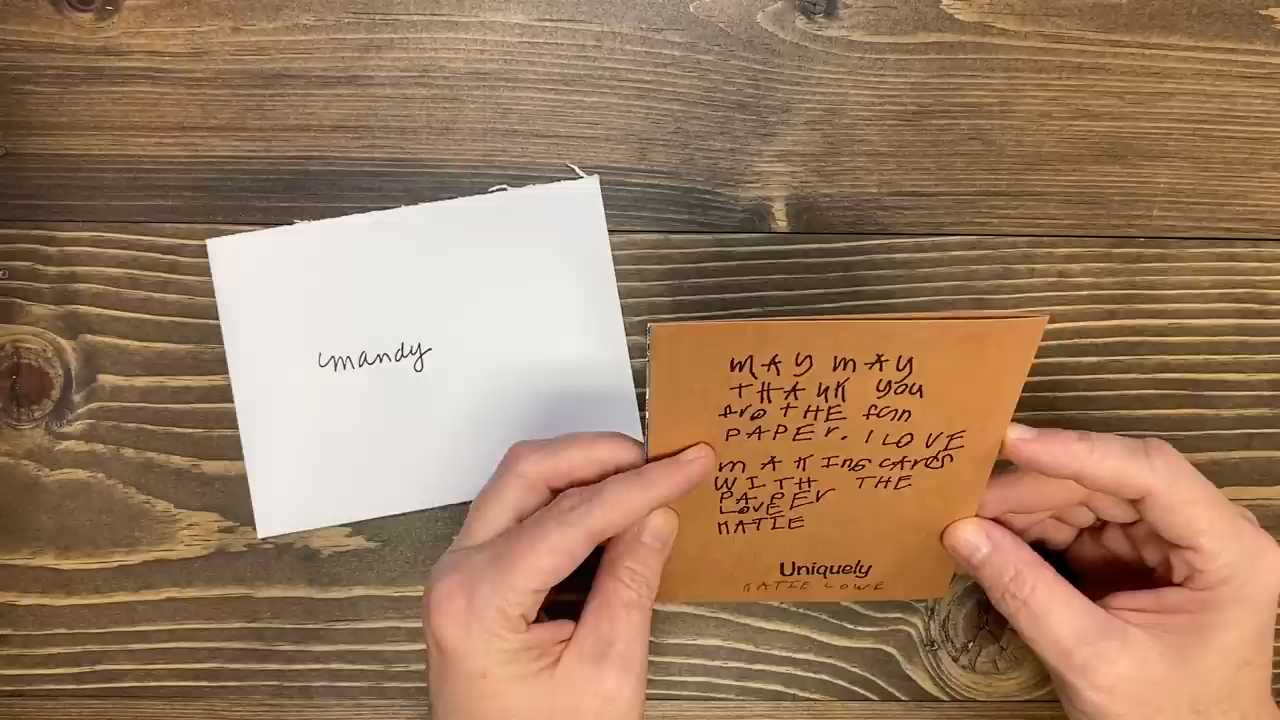 mandy
MAY MAY
THANK YOU
fro THE fun
PAPEr. I LOVE
MAKIng CArDS
WITH THE
PAPEr
LOVE
KATIE
Uniquely
KATIE LOWE